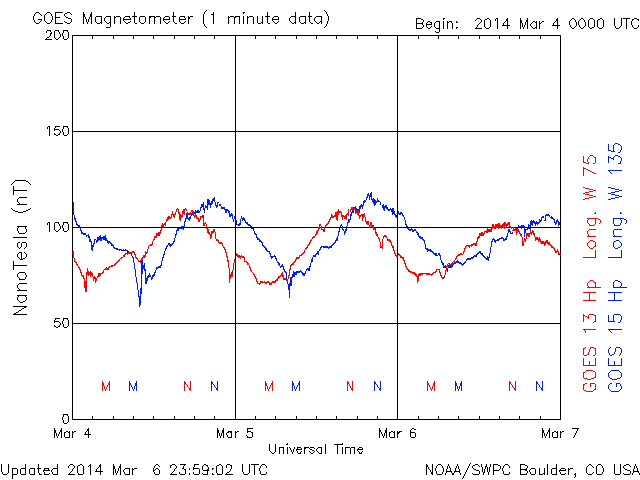 GOES Magnetometer (1 minute data)
Begin: 2014 Mar 4 0000 UTC
200
150
100
50
0
NanoTesla (nT)
M M N N M M N N M M N N
Mar 4 Mar 5 Mar 6 Mar 7
Universal Time
GOES 13 Hp Long. W 75
GOES 15 Hp Long. W 135
Updated 2014 Mar 6 23:59:02 UTC
NOAA/SWPC Boulder, CO USA